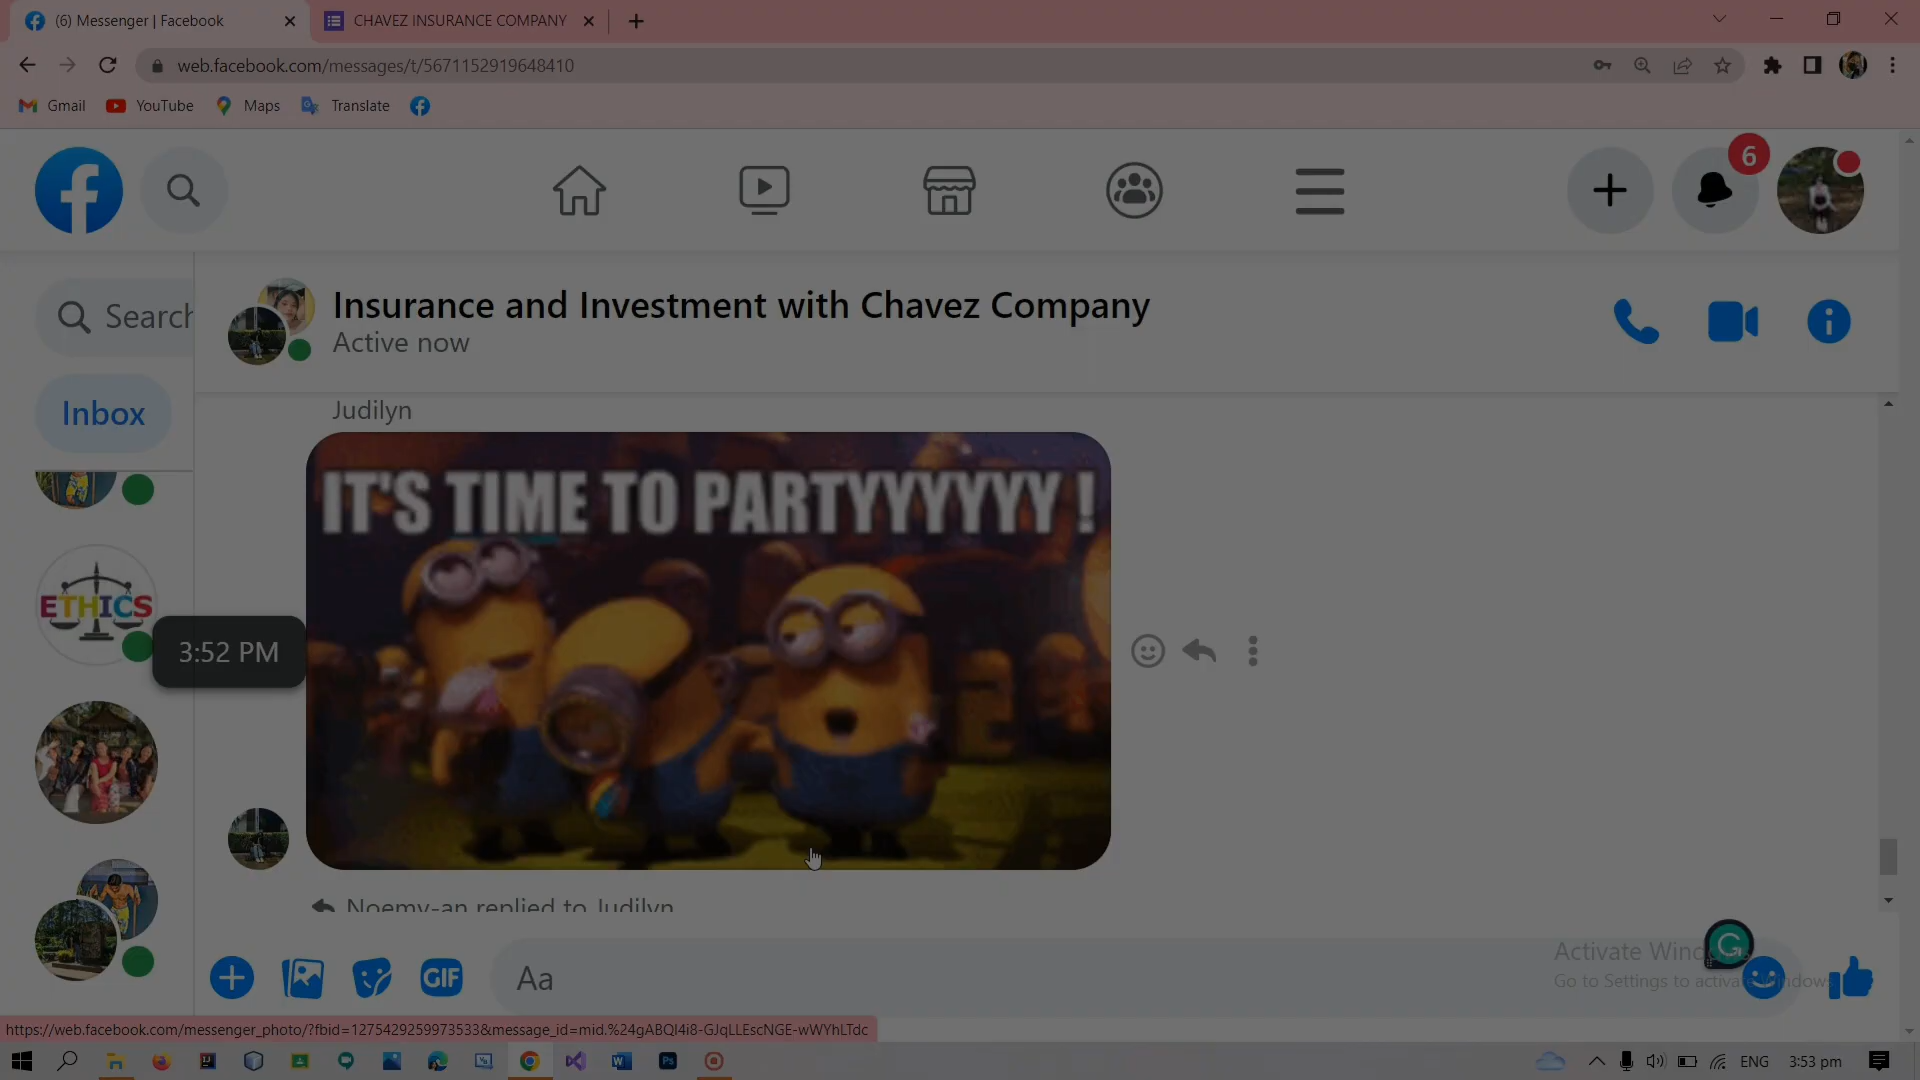 (6) Messenger | Facebook
CHAVEZ INSURANCE COMPANY
web.facebook.com/messages/t/5671152919648410
Gmail
YouTube
Maps
Translate
6
Search
Insurance and Investment with Chavez Company
Active now
Inbox
Judilyn
IT'S TIME TO PARTYYYYYY !
ETHICS
3:52 PM
Noemy-an replied to Judilyn
GIF
Aa
Activate Windows
Go to Settings to activate Windows.
https://web.facebook.com/messenger_photo/?fbid=1275429259973533&message_id=mid.%24gABQI4i8-GJqLLEscNGE-wWYhLTdc
ENG
3:53 pm